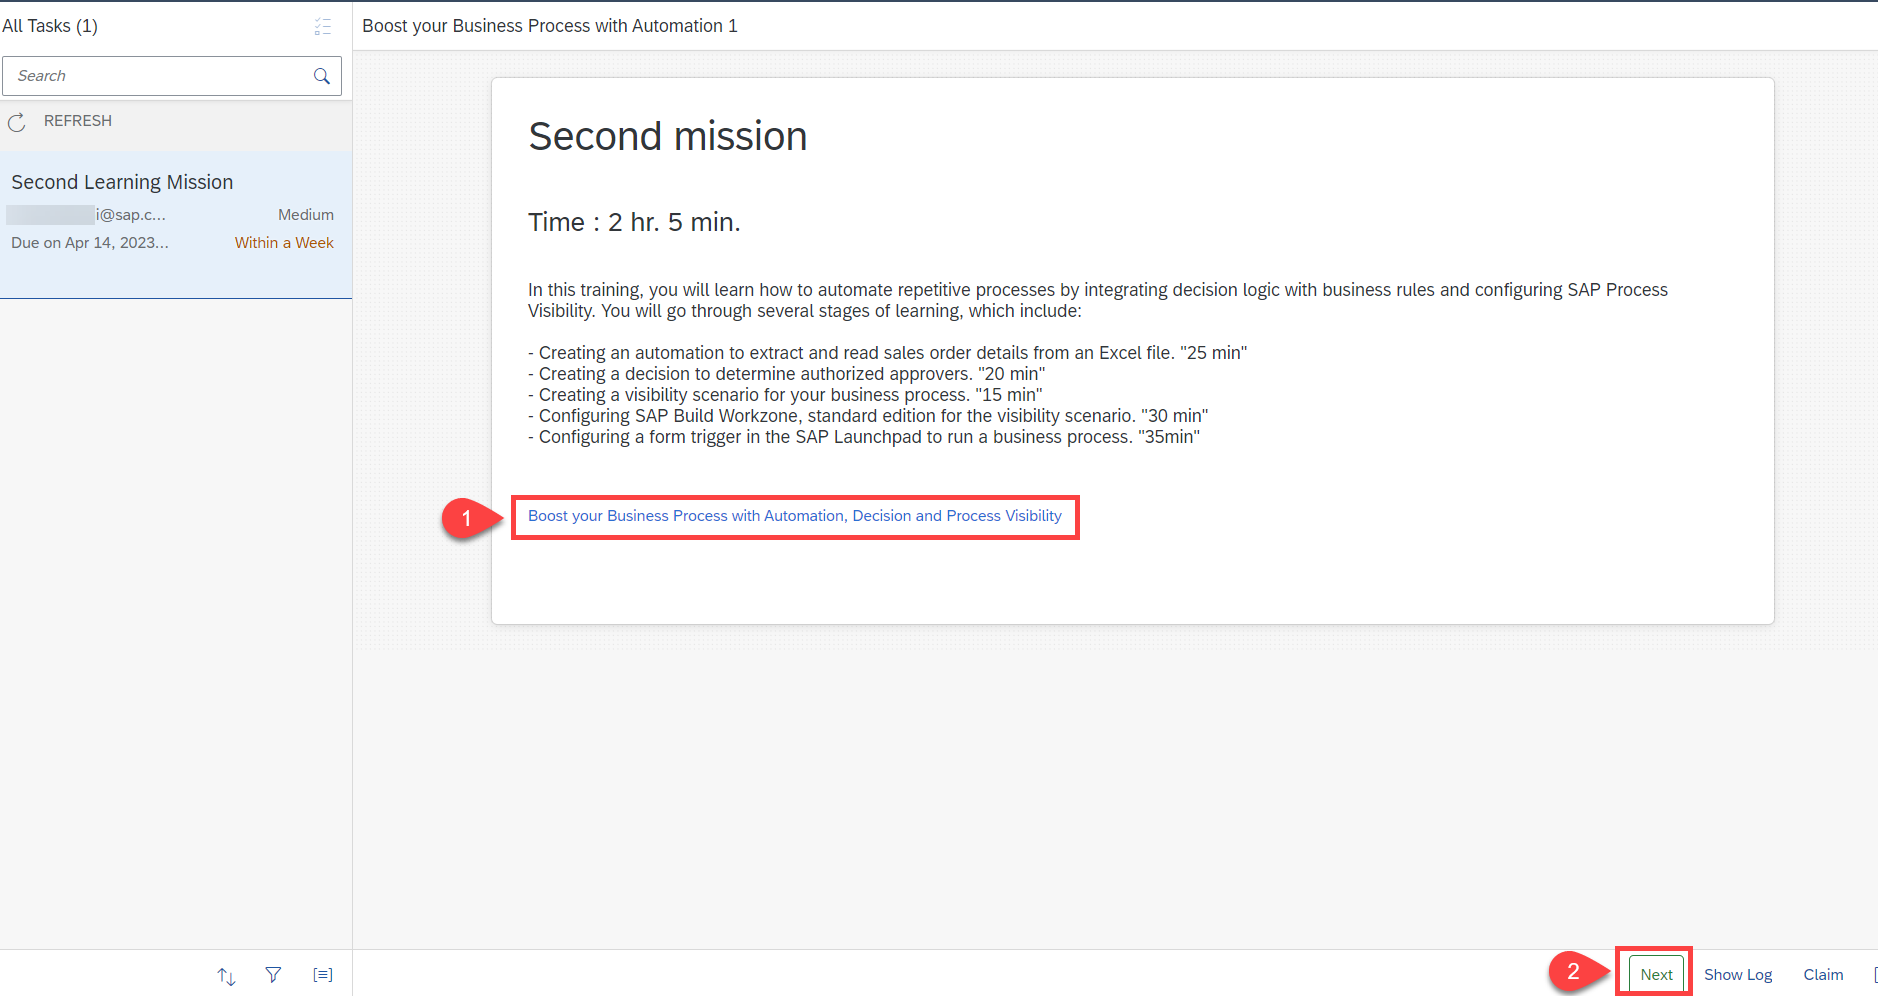 All Tasks (1)
Boost your Business Process with Automation 1
Search
REFRESH
Second Learning Mission
i@sap.c...
Medium
Due on Apr 14, 2023...
Within a Week
Second mission
Time : 2 hr. 5 min.
In this training, you will learn how to automate repetitive processes by integrating decision logic with business rules and configuring SAP Process
Visibility. You will go through several stages of learning, which include:
- Creating an automation to extract and read sales order details from an Excel file. "25 min"
- Creating a decision to determine authorized approvers. "20 min"
- Creating a visibility scenario for your business process. "15 min"
- Configuring SAP Build Workzone, standard edition for the visibility scenario. "30 min"
- Configuring a form trigger in the SAP Launchpad to run a business process. "35min"
1
Boost your Business Process with Automation, Decision and Process Visibility
2
Next
Show Log
Claim